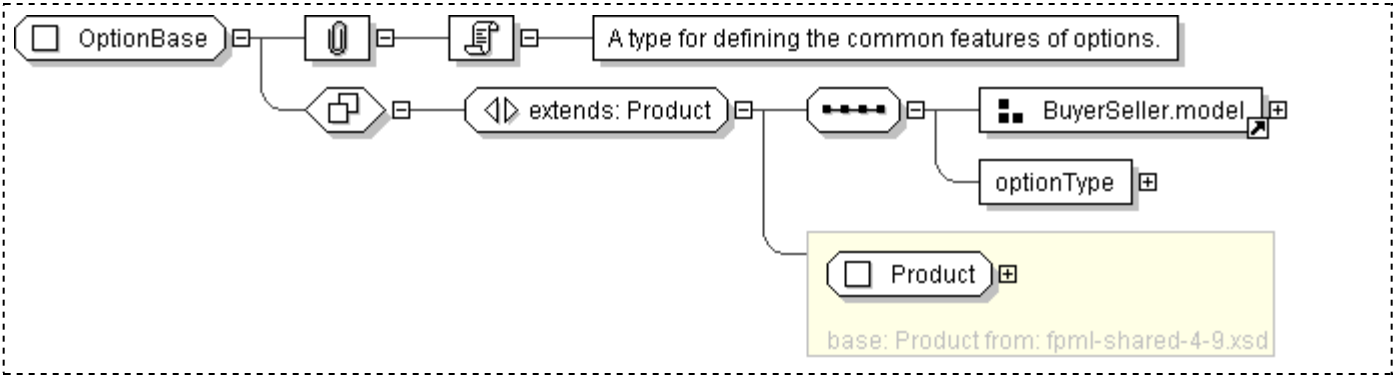 OptionBase
A type for defining the common features of options.
extends: Product
BuyerSeller.model
optionType
Product
base: Product from: fpml-shared-4-9.xsd